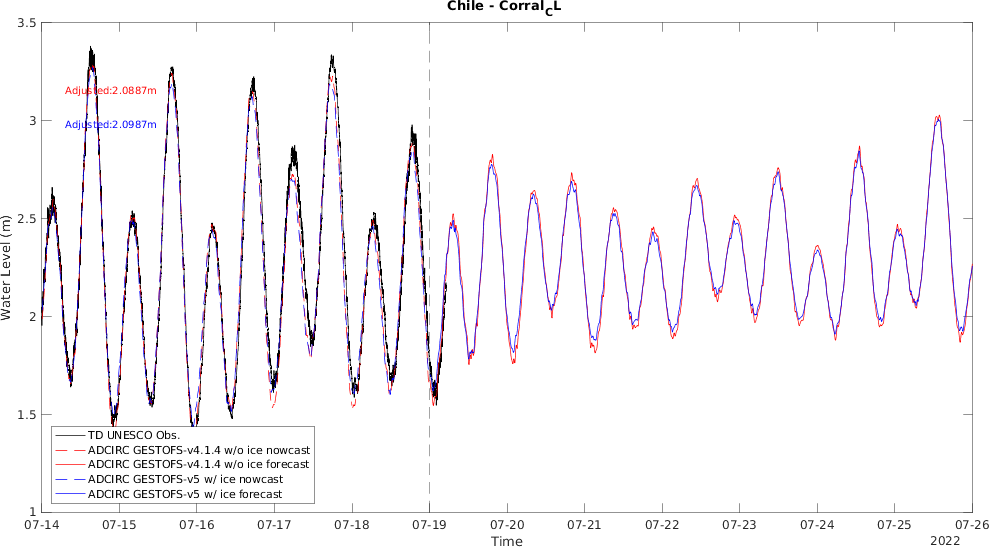 Chile - Corral_CL
3.5
3
2.5
2
1.5
1
Water Level (m)
Adjusted:2.0887m
Adjusted:2.0987m
TD UNESCO Obs.
ADCIRC GESTOFS-v4.1.4 w/o ice nowcast
ADCIRC GESTOFS-v4.1.4 w/o ice forecast
ADCIRC GESTOFS-v5 w/ ice nowcast
ADCIRC GESTOFS-v5 w/ ice forecast
07-14 07-15 07-16 07-17 07-18 07-19 07-20 07-21 07-22 07-23 07-24 07-25 07-26
Time
2022